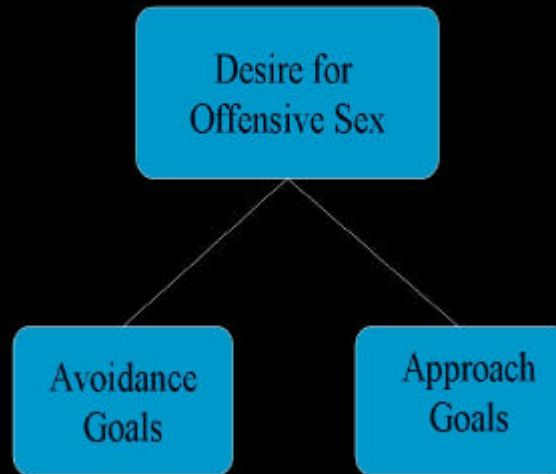 Desire for
Offensive Sex
Avoidance
Goals
Approach
Goals